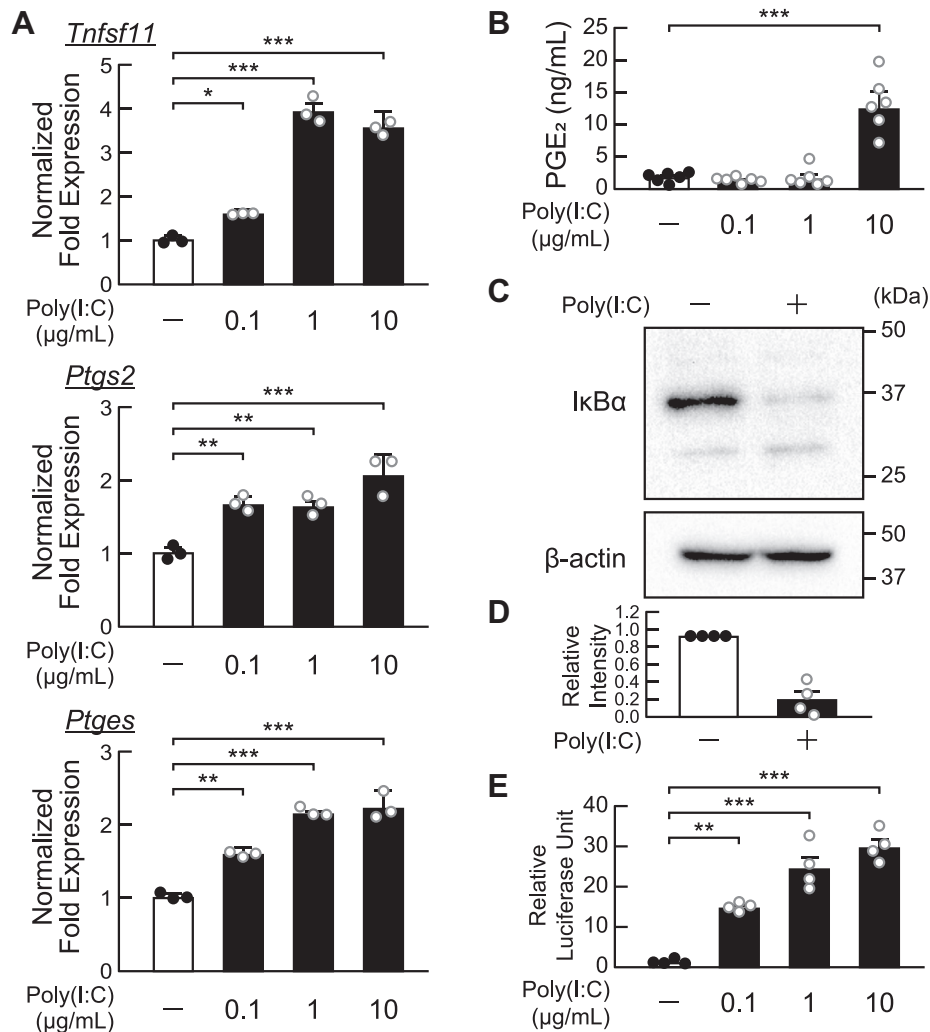 A
Tnfsf11
***
***
*
Normalized
Fold Expression
5
4
3
2
1
0
Poly(I:C)
(µg/mL)
— 0.1 1 10
Ptgs2
***
**
**
Normalized
Fold Expression
3
2
1
0
Poly(I:C)
(µg/mL)
— 0.1 1 10
Ptges
***
***
**
Normalized
Fold Expression
4
3
2
1
0
Poly(I:C)
(µg/mL)
— 0.1 1 10
B
***
PGE₂ (ng/mL)
25
20
15
10
5
0
Poly(I:C)
(µg/mL)
— 0.1 1 10
C
Poly(I:C) — + (kDa)
50
IκBα
37
25
β-actin
50
37
D
Relative
Intensity
1.2
1.0
0.8
0.6
0.4
0.2
0.0
Poly(I:C) — +
E
***
***
**
Relative
Luciferase Unit
40
30
20
10
0
Poly(I:C)
(µg/mL)
— 0.1 1 10